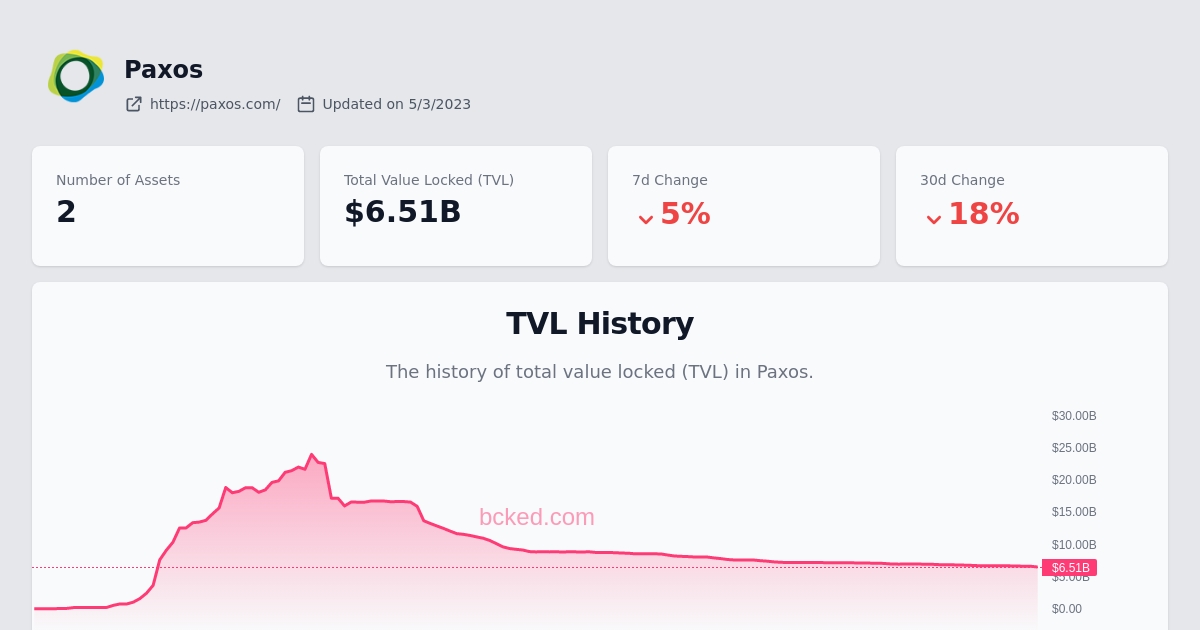 Paxos
https://paxos.com/ Updated on 5/3/2023
Number of Assets
2
Total Value Locked (TVL)
$6.51B
7d Change
5%
30d Change
18%
TVL History
The history of total value locked (TVL) in Paxos.
$30.00B
$25.00B
$20.00B
$15.00B
bcked.com
$10.00B
$6.51B
$5.00B
$0.00